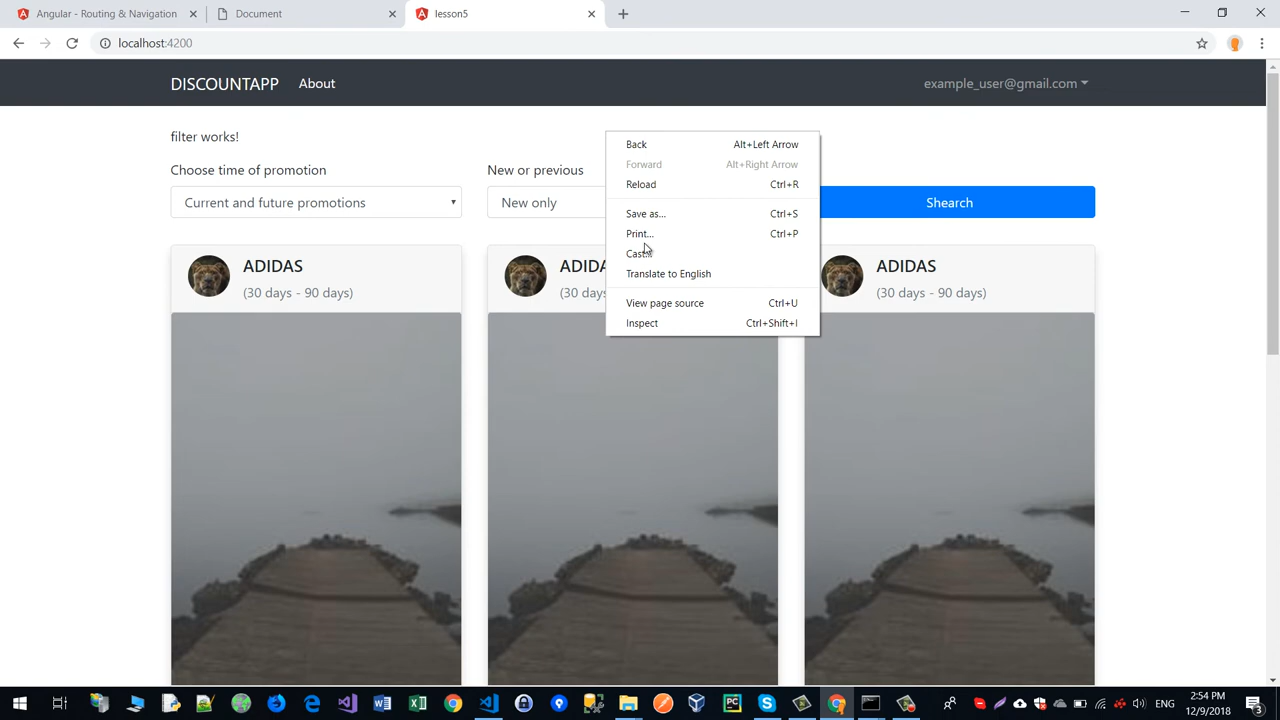 Angular - Routing & Navigation
Document
lesson5
localhost:4200
DISCOUNTAPP
About
example_user@gmail.com
filter works!
Choose time of promotion
New or previous
Current and future promotions
New only
Shearch
Back Alt+Left Arrow
Forward Alt+Right Arrow
Reload Ctrl+R
Save as... Ctrl+S
Print... Ctrl+P
Cast...
Translate to English
View page source Ctrl+U
Inspect Ctrl+Shift+I
ADIDAS
(30 days - 90 days)
ADIDAS
(30 days
ADIDAS
(30 days - 90 days)
ENG
2:54 PM
12/9/2018
3